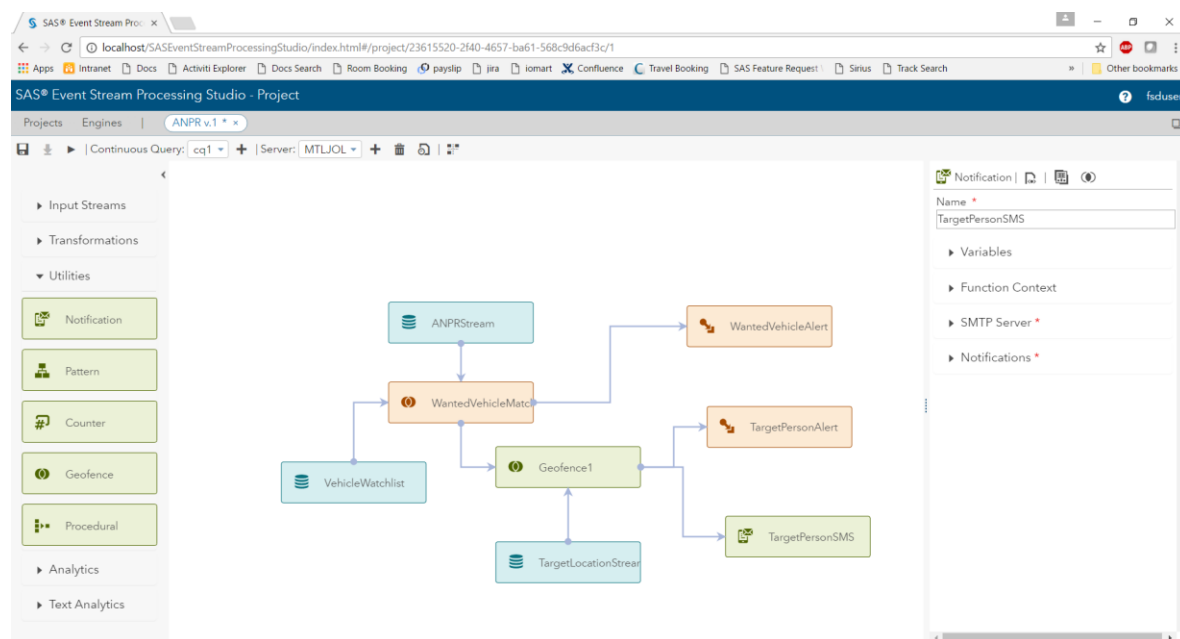 SAS® Event Stream Proc
localhost/SASEventStreamProcessingStudio/index.html#/project/23615520-2f40-4657-ba61-568c9d6acf3c/1
ABP
Apps Intranet Docs Activiti Explorer Docs Search Room Booking payslip jira iomart Confluence Travel Booking SAS Feature Request Sirius Track Search » Other bookmarks
SAS® Event Stream Processing Studio - Project
? fsduse
Projects Engines | ANPR v.1 * ×
| Continuous Query: cq1 | Server: MTLJOL
Input Streams
Transformations
Utilities
Notification
Pattern
Counter
Geofence
Procedural
Analytics
Text Analytics
ANPRStream
WantedVehicleAlert
WantedVehicleMatch
TargetPersonAlert
Geofence1
VehicleWatchlist
TargetPersonSMS
TargetLocationStream
Notification
Name *
TargetPersonSMS
Variables
Function Context
SMTP Server *
Notifications *